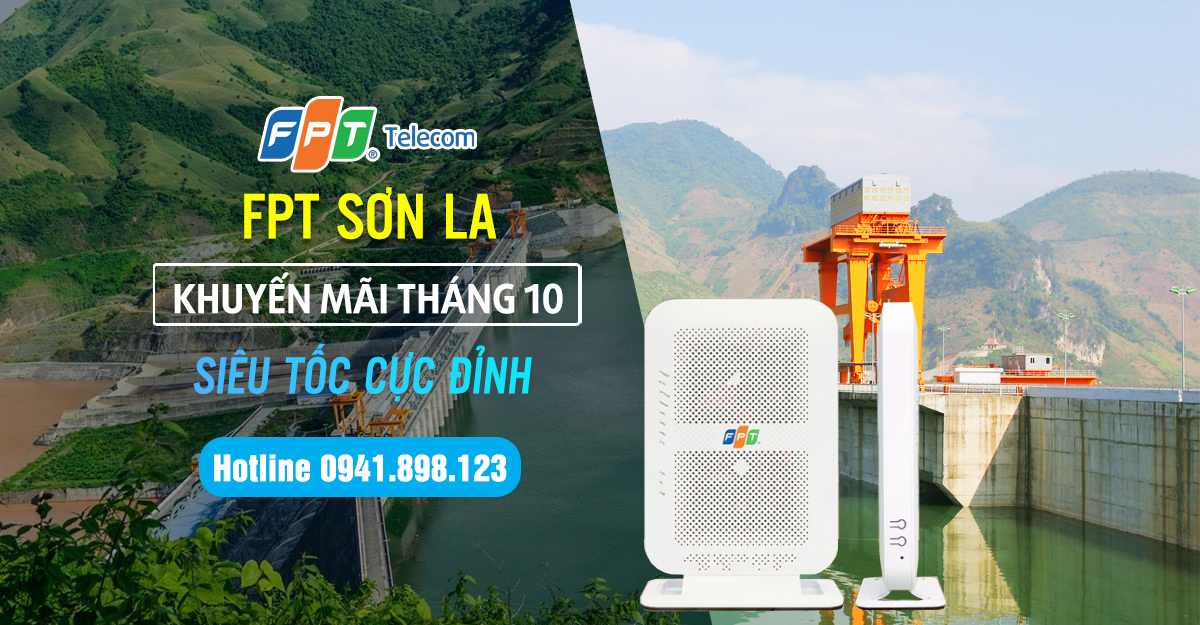 FPT® Telecom
FPT SƠN LA
KHUYẾN MÃI THÁNG 10
SIÊU TỐC CỰC ĐỈNH
Hotline 0941.898.123
FPT